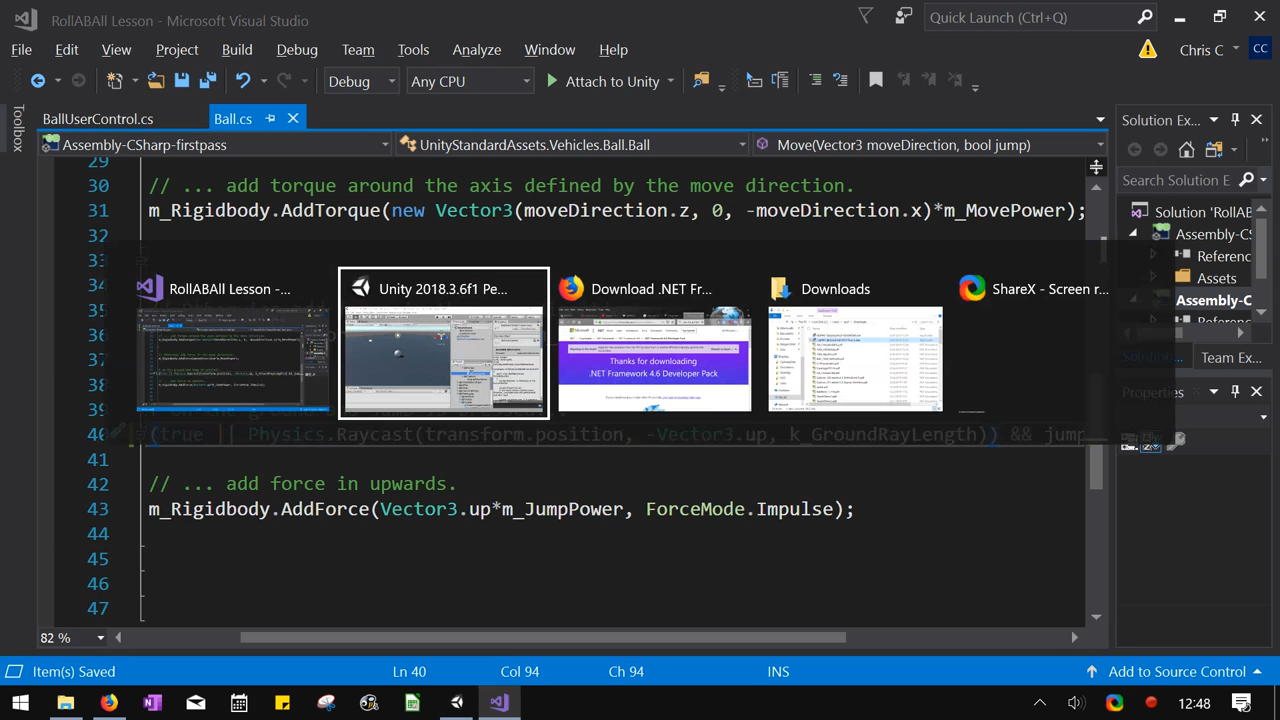 RollABAll Lesson - Microsoft Visual Studio
Quick Launch (Ctrl+Q)
File Edit View Project Build Debug Team Tools Analyze Window Help
Chris C
CC
Debug
Any CPU
Attach to Unity
Toolbox
BallUserControl.cs
Ball.cs
Solution Ex...
Assembly-CSharp-firstpass
UnityStandardAssets.Vehicles.Ball.Ball
Move(Vector3 moveDirection, bool jump)
Search Solution E
29
30 // ... add torque around the axis defined by the move direction.
31 m_Rigidbody.AddTorque(new Vector3(moveDirection.z, 0, -moveDirection.x)*m_MovePower);
32
33
Solution 'RollAB
Assembly-CS
Referenc
Assets
Assembly-C
RollABAll Lesson -...
Unity 2018.3.6f1 Pe...
Download .NET Fr...
Downloads
ShareX - Screen r...
Thanks for downloading
.NET Framework 4.6 Developer Pack
Team Ex...
Properties
40 Physics.Raycast(transform.position, -Vector3.up, k_GroundRayLength)) && jump
41
42 // ... add force in upwards.
43 m_Rigidbody.AddForce(Vector3.up*m_JumpPower, ForceMode.Impulse);
44
45
46
47
82 %
Item(s) Saved
Ln 40
Col 94
Ch 94
INS
Add to Source Control
12:48